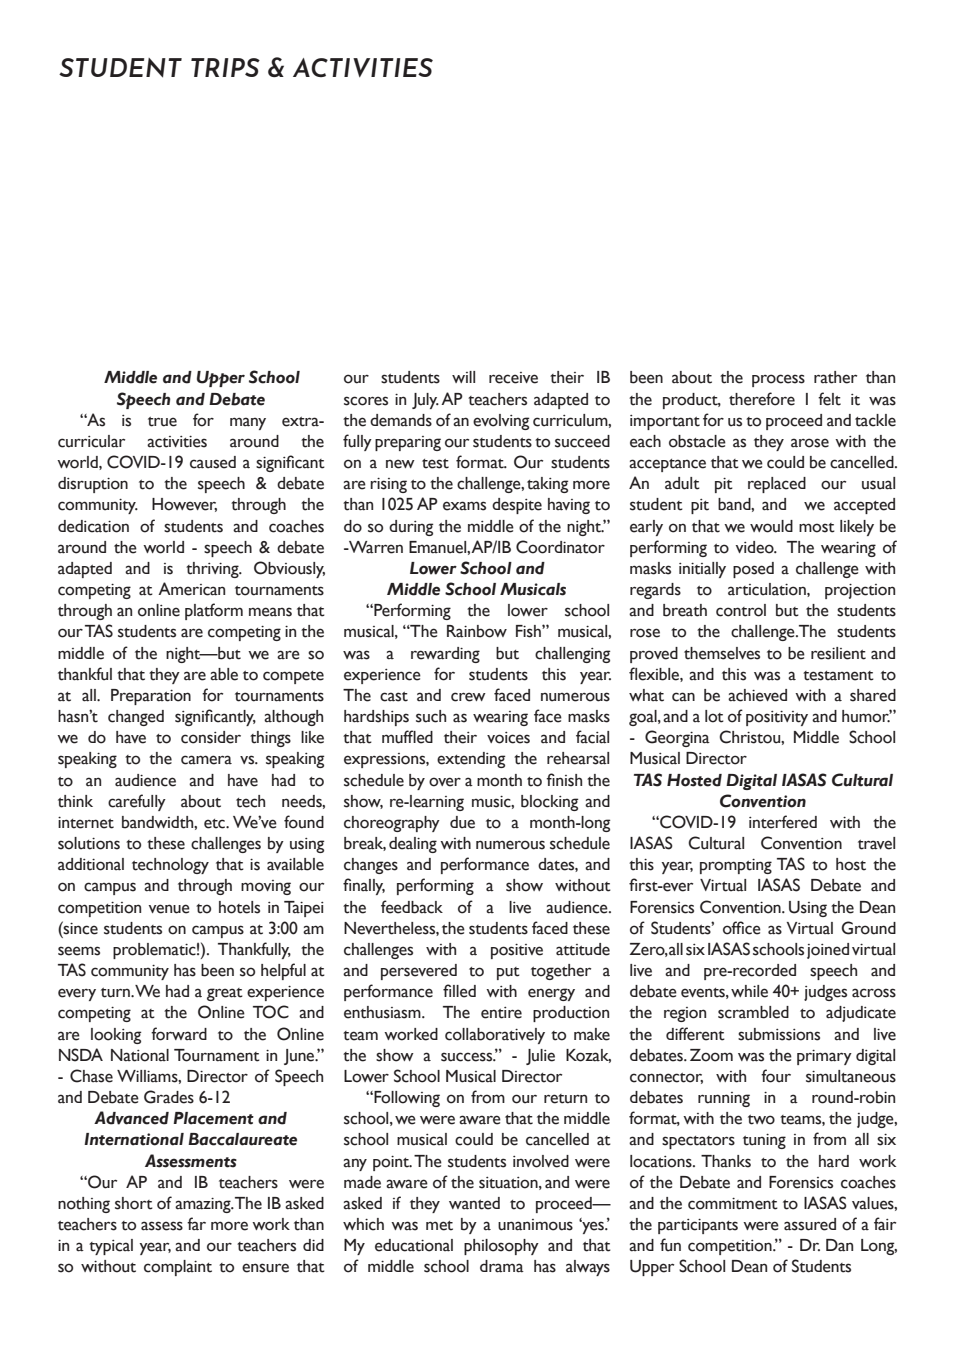 STUDENT TRIPS & ACTIVITIES
Middle and Upper School
Speech and Debate
“As is true for many extra-
curricular activities around the
world, COVID-19 caused a significant
disruption to the speech & debate
community. However, through the
dedication of students and coaches
around the world - speech & debate
adapted and is thriving. Obviously,
competing at American tournaments
through an online platform means that
our TAS students are competing in the
middle of the night—but we are so
thankful that they are able to compete
at all. Preparation for tournaments
hasn’t changed significantly, although
we do have to consider things like
speaking to the camera vs. speaking
to an audience and have had to
think carefully about tech needs,
internet bandwidth, etc. We’ve found
solutions to these challenges by using
additional technology that is available
on campus and through moving our
competition venue to hotels in Taipei
(since students on campus at 3:00 am
seems problematic!). Thankfully, the
TAS community has been so helpful at
every turn. We had a great experience
competing at the Online TOC and
are looking forward to the Online
NSDA National Tournament in June.”
- Chase Williams, Director of Speech
and Debate Grades 6-12
Advanced Placement and
International Baccalaureate
Assessments
“Our AP and IB teachers were
nothing short of amazing. The IB asked
teachers to assess far more work than
in a typical year, and our teachers did
so without complaint to ensure that
our students will receive their IB
scores in July. AP teachers adapted to
the demands of an evolving curriculum,
fully preparing our students to succeed
on a new test format. Our students
are rising to the challenge, taking more
than 1025 AP exams despite having to
do so during the middle of the night.”
-Warren Emanuel, AP/IB Coordinator
Lower School and
Middle School Musicals
“Performing the lower school
musical, “The Rainbow Fish” musical,
was a rewarding but challenging
experience for students this year.
The cast and crew faced numerous
hardships such as wearing face masks
that muffled their voices and facial
expressions, extending the rehearsal
schedule by over a month to finish the
show, re-learning music, blocking and
choreography due to a month-long
break, dealing with numerous schedule
changes and performance dates, and
finally, performing a show without
the feedback of a live audience.
Nevertheless, the students faced these
challenges with a positive attitude
and persevered to put together a
performance filled with energy and
enthusiasm. The entire production
team worked collaboratively to make
the show a success.” - Julie Kozak,
Lower School Musical Director
“Following on from our return to
school, we were aware that the middle
school musical could be cancelled at
any point. The students involved were
made aware of the situation, and were
asked if they wanted to proceed—
which was met by a unanimous ‘yes.’
My educational philosophy and that
of middle school drama has always
been about the process rather than
the product, therefore I felt it was
important for us to proceed and tackle
each obstacle as they arose with the
acceptance that we could be cancelled.
An adult pit replaced our usual
student pit band, and we accepted
early on that we would most likely be
performing to video. The wearing of
masks initially posed a challenge with
regards to articulation, projection
and breath control but the students
rose to the challenge.The students
proved themselves to be resilient and
flexible, and this was a testament to
what can be achieved with a shared
goal, and a lot of positivity and humor.”
- Georgina Christou, Middle School
Musical Director
TAS Hosted Digital IASAS Cultural
Convention
“COVID-19 interfered with the
IASAS Cultural Convention travel
this year, prompting TAS to host the
first-ever Virtual IASAS Debate and
Forensics Convention. Using the Dean
of Students’ office as Virtual Ground
Zero, all six IASAS schools joined virtual
live and pre-recorded speech and
debate events, while 40+ judges across
the region scrambled to adjudicate
the different submissions and live
debates. Zoom was the primary digital
connector, with four simultaneous
debates running in a round-robin
format, with the two teams, the judge,
and spectators tuning in from all six
locations. Thanks to the hard work
of the Debate and Forensics coaches
and the commitment to IASAS values,
the participants were assured of a fair
and fun competition.” - Dr. Dan Long,
Upper School Dean of Students